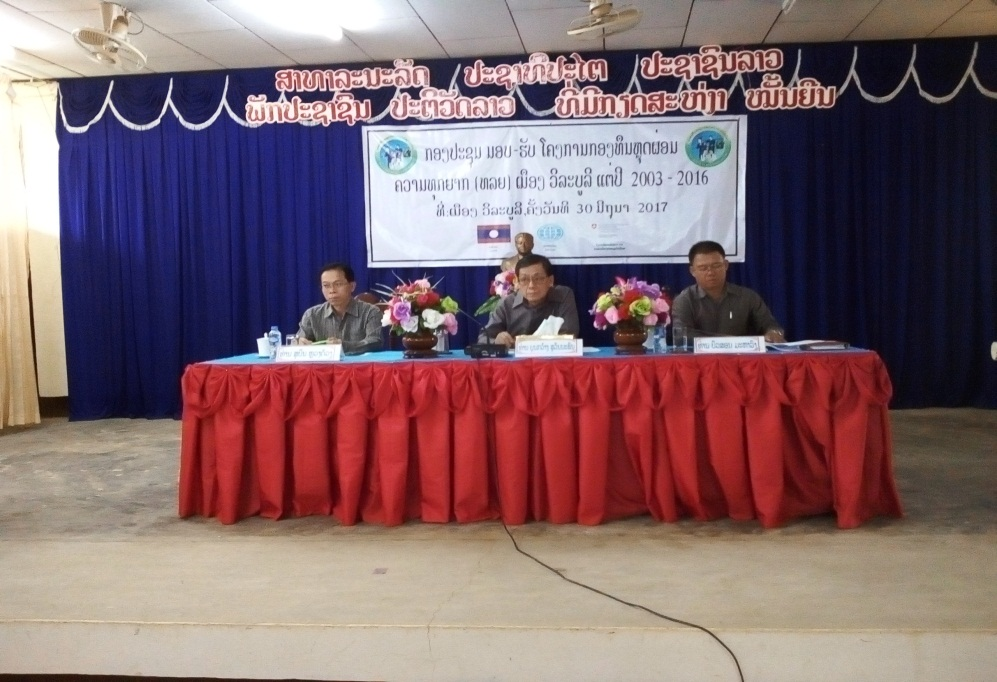 ສາທາລະນະລັດ ປະຊາທິປະໄຕ ປະຊາຊົນລາວ
ພັກປະຊາຊົນ ປະຕິວັດລາວ ທີ່ມີກຽດສະຫງ່າ ໝັ້ນຍືນ
ກອງປະຊຸມ ມອບ-ຮັບ ໂຄງການກອງທຶນຫຼຸດຜ່ອນ
ຄວາມທຸກຍາກ (ທລຍ) ເມືອງ ວິລະບູລີ ແຕ່ປີ 2003 - 2016
ທີ່ເມືອງ ວິລະບູລີ, ຄັ້ງວັນທີ 30 ມິຖຸນາ 2017